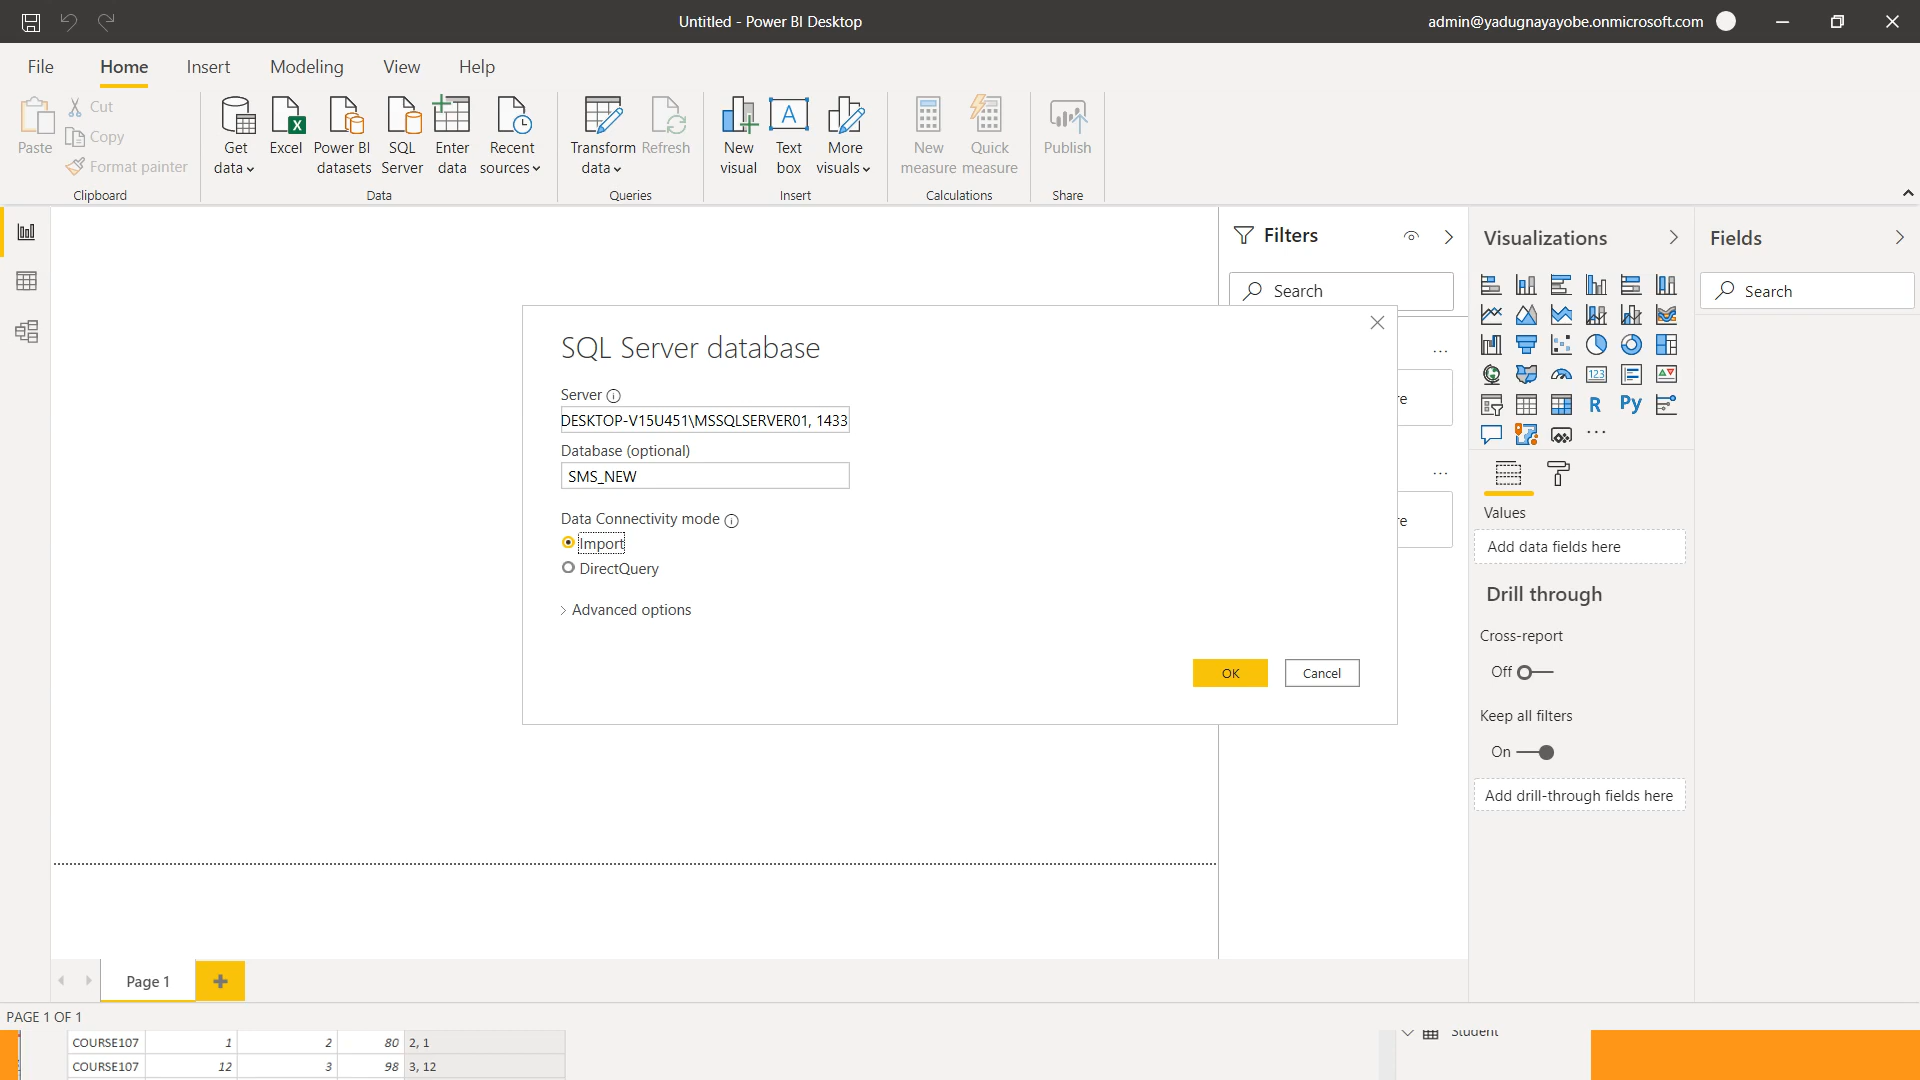 Untitled - Power BI Desktop
admin@yadugnayayobe.onmicrosoft.com
File Home Insert Modeling View Help
Paste
Cut
Copy
Format painter
Clipboard
Get data
Excel
Power BI datasets
SQL Server
Enter data
Recent sources
Data
Transform data
Refresh
Queries
New visual
Text box
More visuals
Insert
New measure
Quick measure
Calculations
Publish
Share
Filters
Search
re
re
Visualizations
R
Py
123
Values
Add data fields here
Drill through
Cross-report
Off
Keep all filters
On
Add drill-through fields here
Fields
Search
SQL Server database
Server
DESKTOP-V15U451\MSSQLSERVER01, 1433
Database (optional)
SMS_NEW
Data Connectivity mode
Import
DirectQuery
Advanced options
OK
Cancel
Page 1
PAGE 1 OF 1
COURSE107 1 2 80 2, 1
COURSE107 12 3 98 3, 12
Student